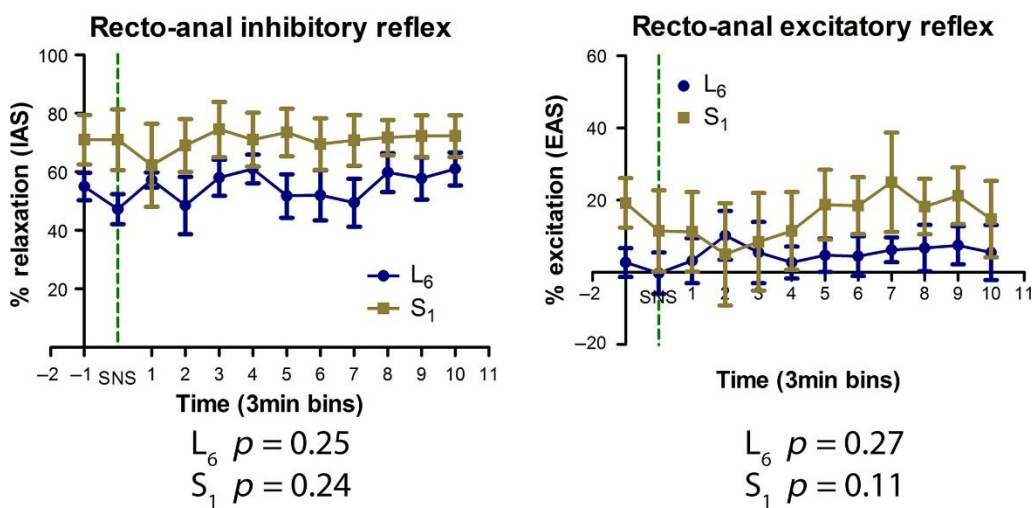 Recto-anal inhibitory reflex
100
80
60
40
20
% relaxation (IAS)
L₆
S₁
–2 –1 SNS 1 2 3 4 5 6 7 8 9 10 11
Time (3min bins)
L₆ p = 0.25
S₁ p = 0.24
Recto-anal excitatory reflex
60
40
20
–20
% excitation (EAS)
L₆
S₁
–2 SNS 1 2 3 4 5 6 7 8 9 10 11
Time (3min bins)
L₆ p = 0.27
S₁ p = 0.11